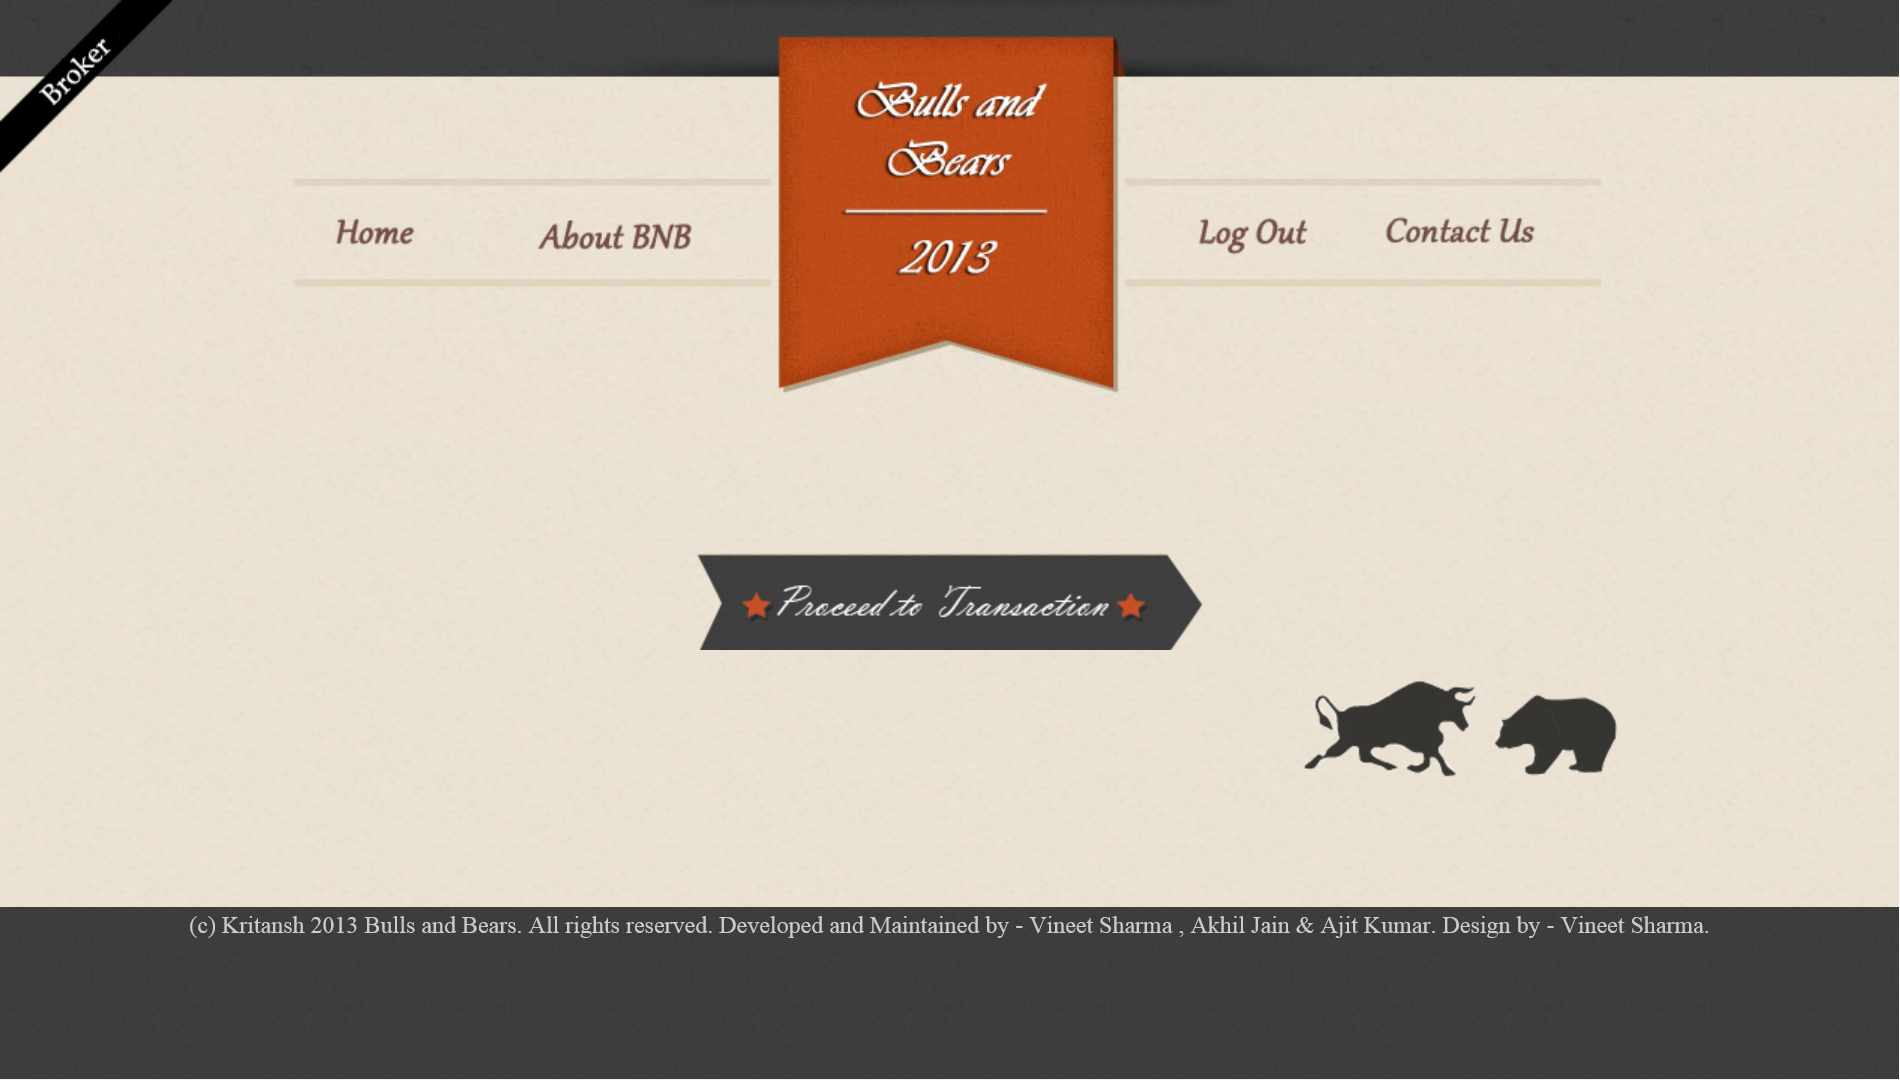 Broker
Bulls and
Bears
2013
Home
About BNB
Log Out
Contact Us
Proceed to Transaction
(c) Kritansh 2013 Bulls and Bears. All rights reserved. Developed and Maintained by - Vineet Sharma , Akhil Jain & Ajit Kumar. Design by - Vineet Sharma.